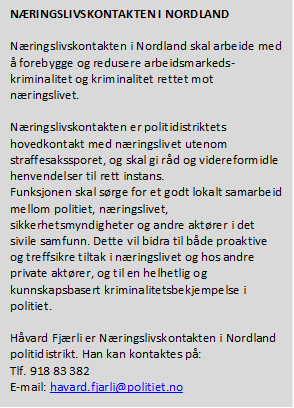 NÆRINGSLIVSKONTAKTEN I NORDLAND
Næringslivskontakten i Nordland skal arbeide med
å forebygge og redusere arbeidsmarkeds-
kriminalitet og kriminalitet rettet mot
næringslivet.
Næringslivskontakten er politidistriktets
hovedkontakt med næringslivet utenom
straffesakssporet, og skal gi råd og videreformidle
henvendelser til rett instans.
Funksjonen skal sørge for et godt lokalt samarbeid
mellom politiet, næringslivet,
sikkerhetsmyndigheter og andre aktører i det
sivile samfunn. Dette vil bidra til både proaktive
og treffsikre tiltak i næringslivet og hos andre
private aktører, og til en helhetlig og
kunnskapsbasert kriminalitetsbekjempelse i
politiet.
Håvard Fjærli er Næringslivskontakten i Nordland
politidistrikt. Han kan kontaktes på:
Tlf. 918 83 382
E-mail: havard.fjarli@politiet.no